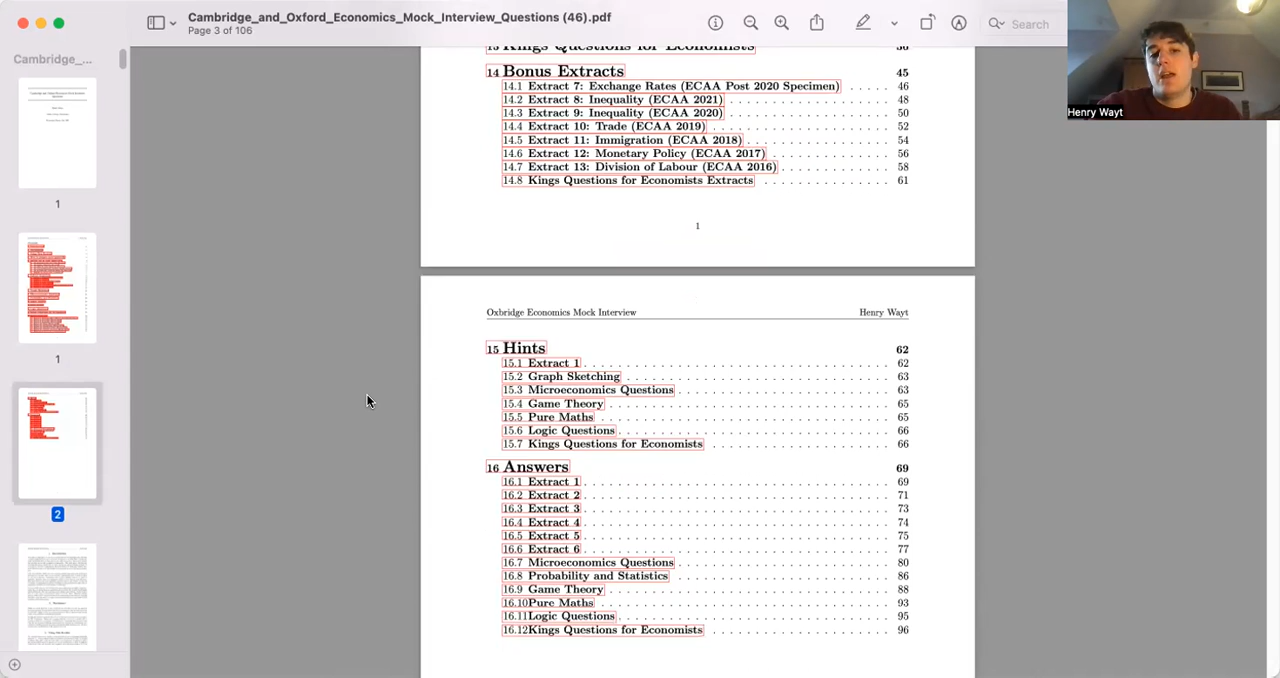 Cambridge_and_Oxford_Economics_Mock_Interview_Questions (46).pdf
Page 3 of 106
Search
Henry Wayt
Cambridge_...
1
1
2
13 Kings Questions for Economists 36
14 Bonus Extracts 45
14.1 Extract 7: Exchange Rates (ECAA Post 2020 Specimen) . . . . . 46
14.2 Extract 8: Inequality (ECAA 2021) . . . . . . . . . . . . . . . . . 48
14.3 Extract 9: Inequality (ECAA 2020) . . . . . . . . . . . . . . . . . 50
14.4 Extract 10: Trade (ECAA 2019) . . . . . . . . . . . . . . . . . . . 52
14.5 Extract 11: Immigration (ECAA 2018) . . . . . . . . . . . . . . . 54
14.6 Extract 12: Monetary Policy (ECAA 2017) . . . . . . . . . . . . . 56
14.7 Extract 13: Division of Labour (ECAA 2016) . . . . . . . . . . . . 58
14.8 Kings Questions for Economists Extracts . . . . . . . . . . . . . 61
1
Oxbridge Economics Mock Interview Henry Wayt
15 Hints 62
15.1 Extract 1 . . . . . . . . . . . . . . . . . . . . . . . . . . . 62
15.2 Graph Sketching . . . . . . . . . . . . . . . . . . . . . . . 63
15.3 Microeconomics Questions . . . . . . . . . . . . . . . . . . 63
15.4 Game Theory . . . . . . . . . . . . . . . . . . . . . . . . . 65
15.5 Pure Maths . . . . . . . . . . . . . . . . . . . . . . . . . . 65
15.6 Logic Questions . . . . . . . . . . . . . . . . . . . . . . . 66
15.7 Kings Questions for Economists . . . . . . . . . . . . . . . 66
16 Answers 69
16.1 Extract 1 . . . . . . . . . . . . . . . . . . . . . . . . . . . 69
16.2 Extract 2 . . . . . . . . . . . . . . . . . . . . . . . . . . . 71
16.3 Extract 3 . . . . . . . . . . . . . . . . . . . . . . . . . . . 73
16.4 Extract 4 . . . . . . . . . . . . . . . . . . . . . . . . . . . 74
16.5 Extract 5 . . . . . . . . . . . . . . . . . . . . . . . . . . . 75
16.6 Extract 6 . . . . . . . . . . . . . . . . . . . . . . . . . . . 77
16.7 Microeconomics Questions . . . . . . . . . . . . . . . . . . 80
16.8 Probability and Statistics . . . . . . . . . . . . . . . . . . 86
16.9 Game Theory . . . . . . . . . . . . . . . . . . . . . . . . . 88
16.10Pure Maths . . . . . . . . . . . . . . . . . . . . . . . . . . 93
16.11Logic Questions . . . . . . . . . . . . . . . . . . . . . . . 95
16.12Kings Questions for Economists . . . . . . . . . . . . . . . 96